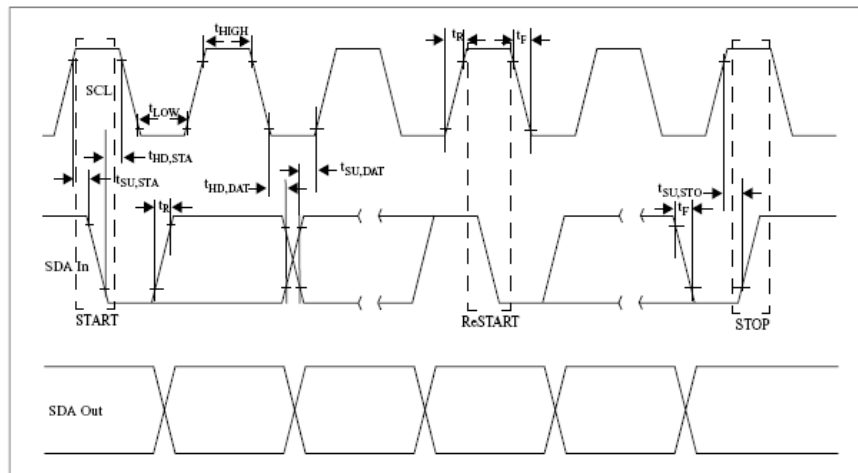 tHIGH
tR
tF
SCL
tLOW
tHD,STA
tSU,STA
tHD,DAT
tSU,DAT
tR
tSU,STO
tF
SDA In
START
ReSTART
STOP
SDA Out